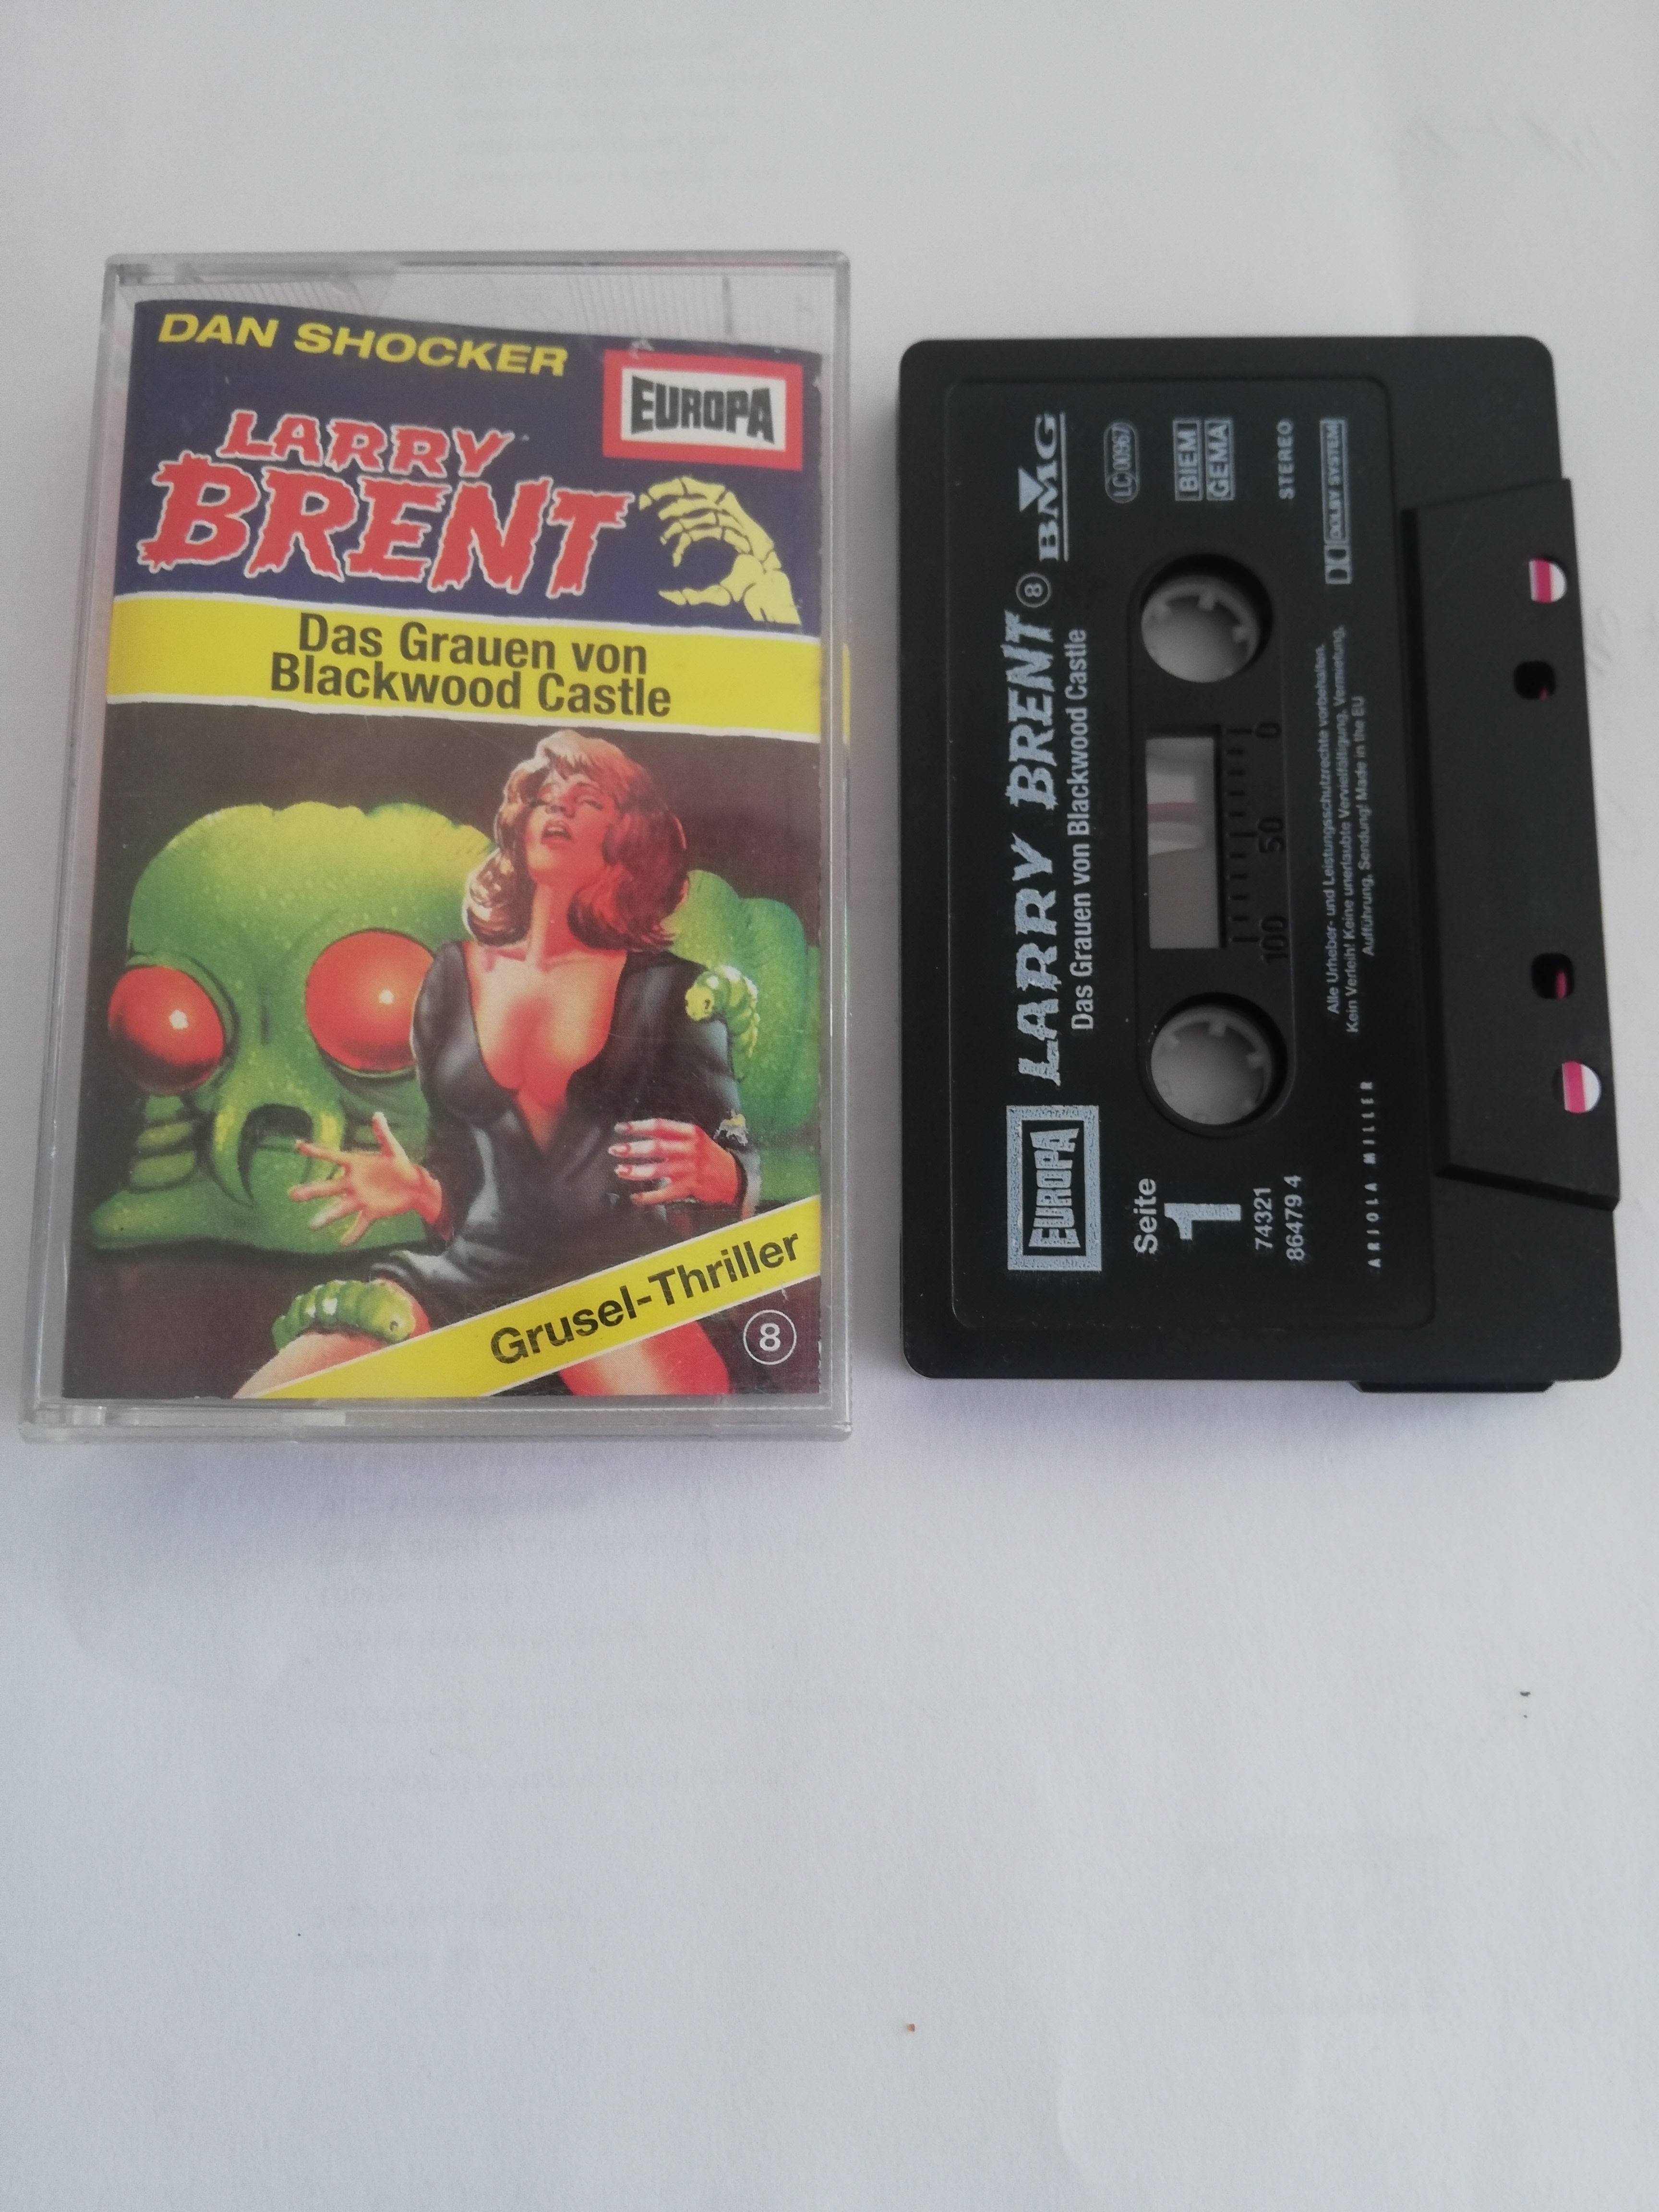 DAN SHOCKER
EUROPA
LARRY
BRENT
Das Grauen von
Blackwood Castle
Grusel-Thriller
8
EUROPA
LARRY BRENT 8
BMG
Das Grauen von Blackwood Castle
Seite
1
74321
86479 4
LC 00967
BIEM
GEMA
STEREO
DOLBY SYSTEM
100 50 0
Alle Urheber- und Leistungsschutzrechte vorbehalten.
Kein Verleih! Keine unerlaubte Vervielfältigung, Vermietung,
Aufführung, Sendung! Made in the EU
ARIOLA MILLER